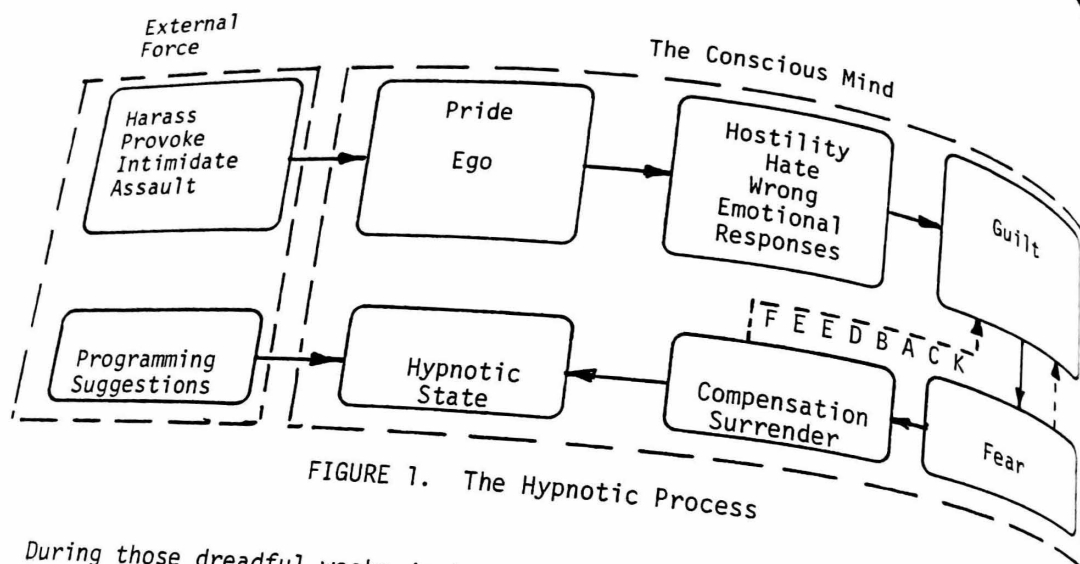 External
Force
The Conscious Mind
Harass
Provoke
Intimidate
Assault
Pride
Ego
Hostility
Hate
Wrong
Emotional
Responses
Guilt
FEEDBACK
Programming
Suggestions
Hypnotic
State
Compensation
Surrender
Fear
FIGURE 1. The Hypnotic Process
During those dreadful